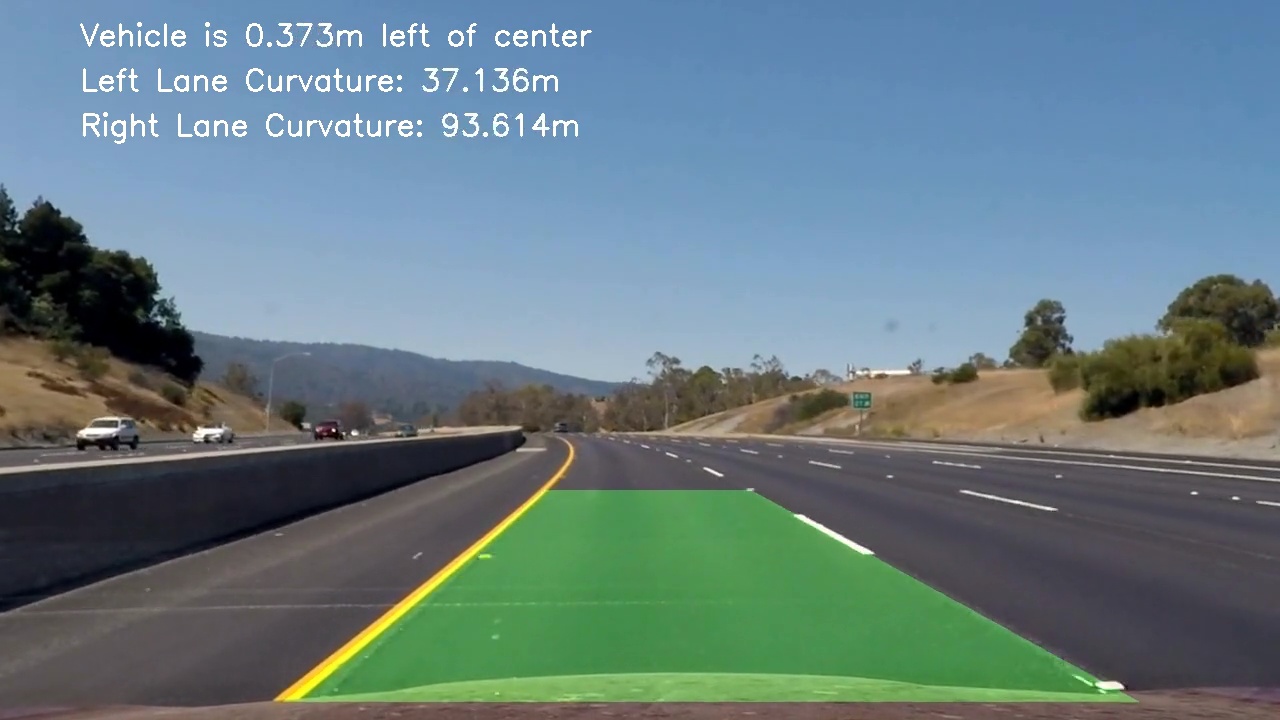 Vehicle is 0.373m left of center
Left Lane Curvature: 37.136m
Right Lane Curvature: 93.614m